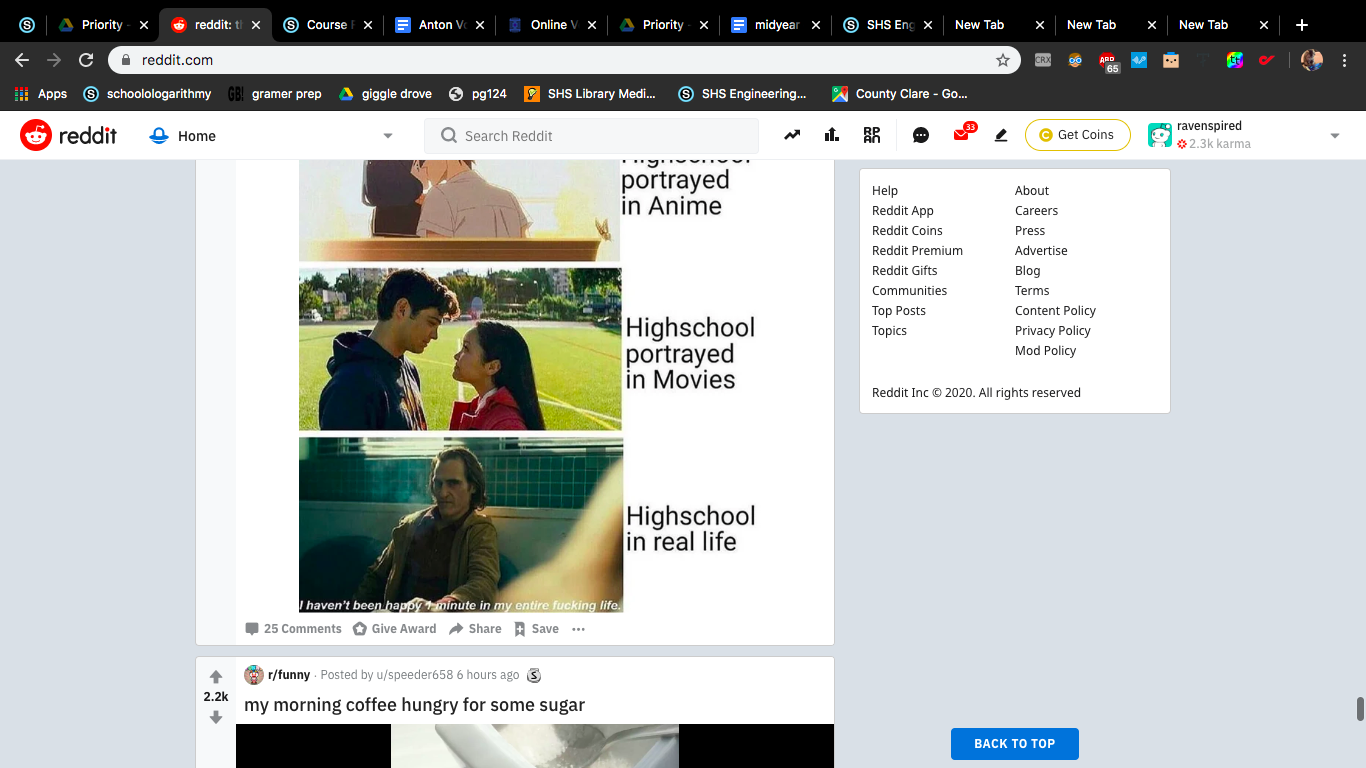 Priority -
reddit: th
Course F
Anton Vo
Online V
Priority -
midyear
SHS Eng
New Tab
New Tab
New Tab
reddit.com
CRX
ABP
65
Apps
schoolologarithmy
GB!
gramer prep
giggle drove
pg124
SHS Library Medi...
SHS Engineering...
County Clare - Go...
reddit
Home
Search Reddit
33
Get Coins
ravenspired
2.3k karma
Highschool
portrayed
in Anime
Highschool
portrayed
in Movies
Highschool
in real life
I haven't been happy 1 minute in my entire fucking life.
25 Comments
Give Award
Share
Save
r/funny · Posted by u/speeder658 6 hours ago
2.2k
my morning coffee hungry for some sugar
Help
About
Reddit App
Careers
Reddit Coins
Press
Reddit Premium
Advertise
Reddit Gifts
Blog
Communities
Terms
Top Posts
Content Policy
Topics
Privacy Policy
Mod Policy
Reddit Inc © 2020. All rights reserved
BACK TO TOP